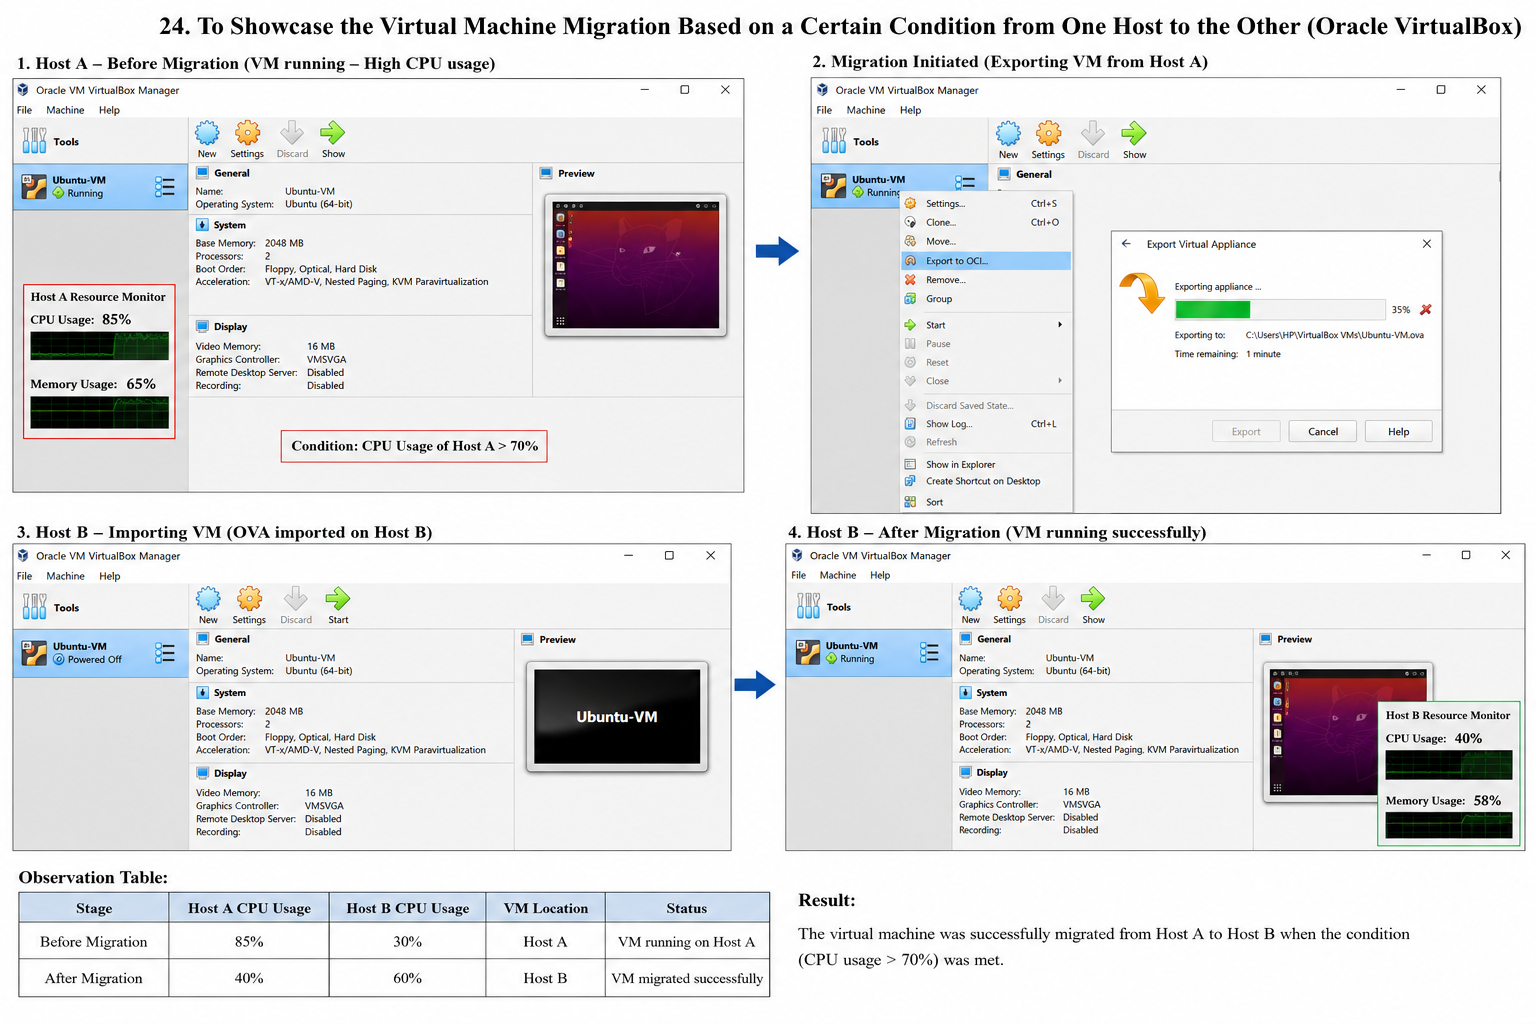 24. To Showcase the Virtual Machine Migration Based on a Certain Condition from One Host to the Other (Oracle VirtualBox)
1. Host A – Before Migration (VM running – High CPU usage)
Oracle VM VirtualBox Manager
File Machine Help
Tools
New Settings Discard Show
Ubuntu-VM
Running
General
Name: Ubuntu-VM
Operating System: Ubuntu (64-bit)
System
Base Memory: 2048 MB
Processors: 2
Boot Order: Floppy, Optical, Hard Disk
Acceleration: VT-x/AMD-V, Nested Paging, KVM Paravirtualization
Display
Video Memory: 16 MB
Graphics Controller: VMSVGA
Remote Desktop Server: Disabled
Recording: Disabled
Preview
Host A Resource Monitor
CPU Usage: 85%
Memory Usage: 65%
Condition: CPU Usage of Host A > 70%
2. Migration Initiated (Exporting VM from Host A)
Oracle VM VirtualBox Manager
File Machine Help
Tools
New Settings Discard Show
Ubuntu-VM
Running
General
Settings... Ctrl+S
Clone... Ctrl+O
Move...
Export to OCI...
Remove...
Group
Start
Pause
Reset
Close
Discard Saved State...
Show Log... Ctrl+L
Refresh
Show in Explorer
Create Shortcut on Desktop
Sort
Export Virtual Appliance
Exporting appliance ...
35%
Exporting to: C:\Users\HP\VirtualBox VMs\Ubuntu-VM.ova
Time remaining: 1 minute
Export Cancel Help
3. Host B – Importing VM (OVA imported on Host B)
Oracle VM VirtualBox Manager
File Machine Help
Tools
New Settings Discard Start
Ubuntu-VM
Powered Off
General
Name: Ubuntu-VM
Operating System: Ubuntu (64-bit)
System
Base Memory: 2048 MB
Processors: 2
Boot Order: Floppy, Optical, Hard Disk
Acceleration: VT-x/AMD-V, Nested Paging, KVM Paravirtualization
Display
Video Memory: 16 MB
Graphics Controller: VMSVGA
Remote Desktop Server: Disabled
Recording: Disabled
Preview
Ubuntu-VM
4. Host B – After Migration (VM running successfully)
Oracle VM VirtualBox Manager
File Machine Help
Tools
New Settings Discard Show
Ubuntu-VM
Running
General
Name: Ubuntu-VM
Operating System: Ubuntu (64-bit)
System
Base Memory: 2048 MB
Processors: 2
Boot Order: Floppy, Optical, Hard Disk
Acceleration: VT-x/AMD-V, Nested Paging, KVM Paravirtualization
Display
Video Memory: 16 MB
Graphics Controller: VMSVGA
Remote Desktop Server: Disabled
Recording: Disabled
Preview
Host B Resource Monitor
CPU Usage: 40%
Memory Usage: 58%
Observation Table:
Stage Host A CPU Usage Host B CPU Usage VM Location Status
Before Migration 85% 30% Host A VM running on Host A
After Migration 40% 60% Host B VM migrated successfully
Result:
The virtual machine was successfully migrated from Host A to Host B when the condition
(CPU usage > 70%) was met.